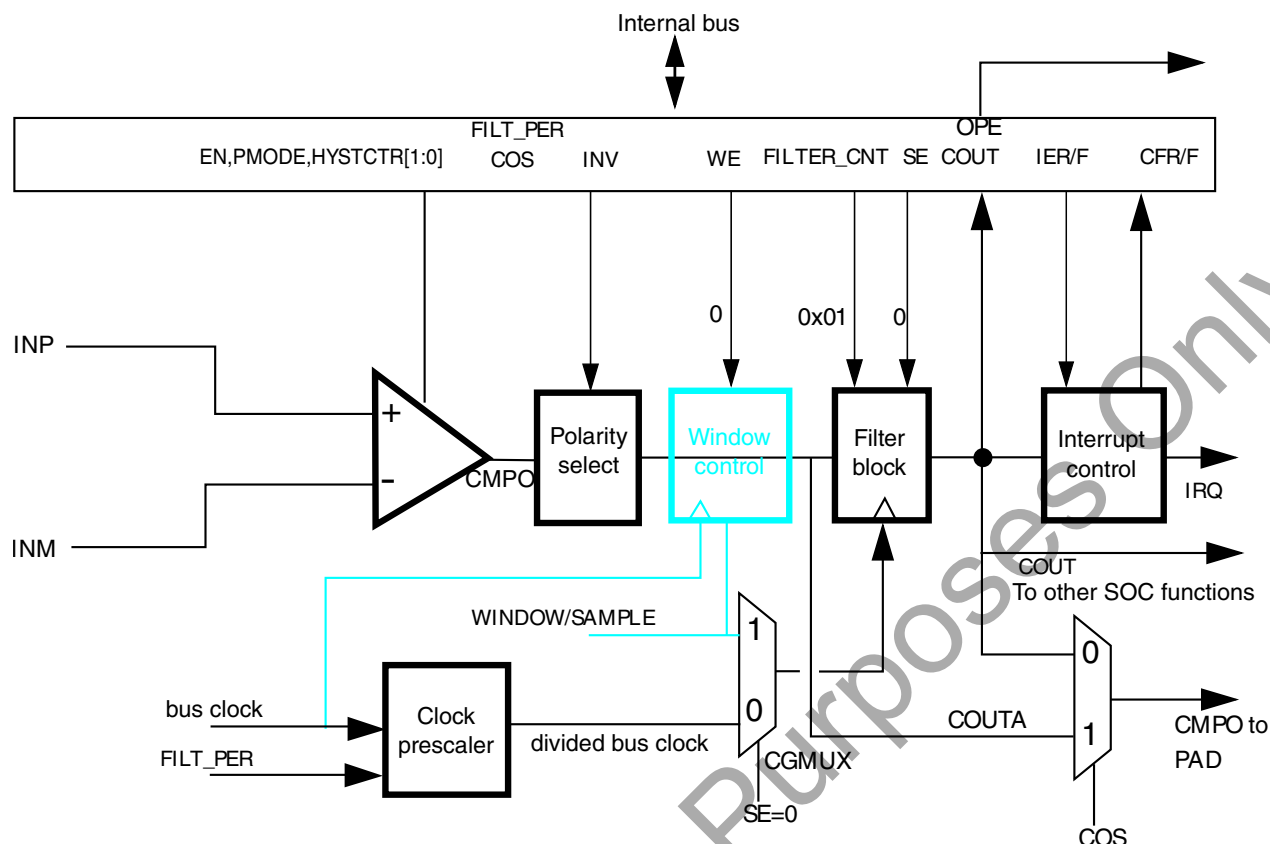 Internal bus
FILT_PER
OPE
EN,PMODE,HYSTCTR[1:0]
COS
INV
WE
FILTER_CNT
SE
COUT
IER/F
CFR/F
0
0x01
0
INP
+
Polarity
select
Window
control
Filter
block
Interrupt
control
-
CMPO
IRQ
INM
COUT
To other SOC functions
WINDOW/SAMPLE
1
0
0
bus clock
Clock
prescaler
divided bus clock
COUTA
1
CMPO to
PAD
FILT_PER
CGMUX
SE=0
COS
Purposes Only